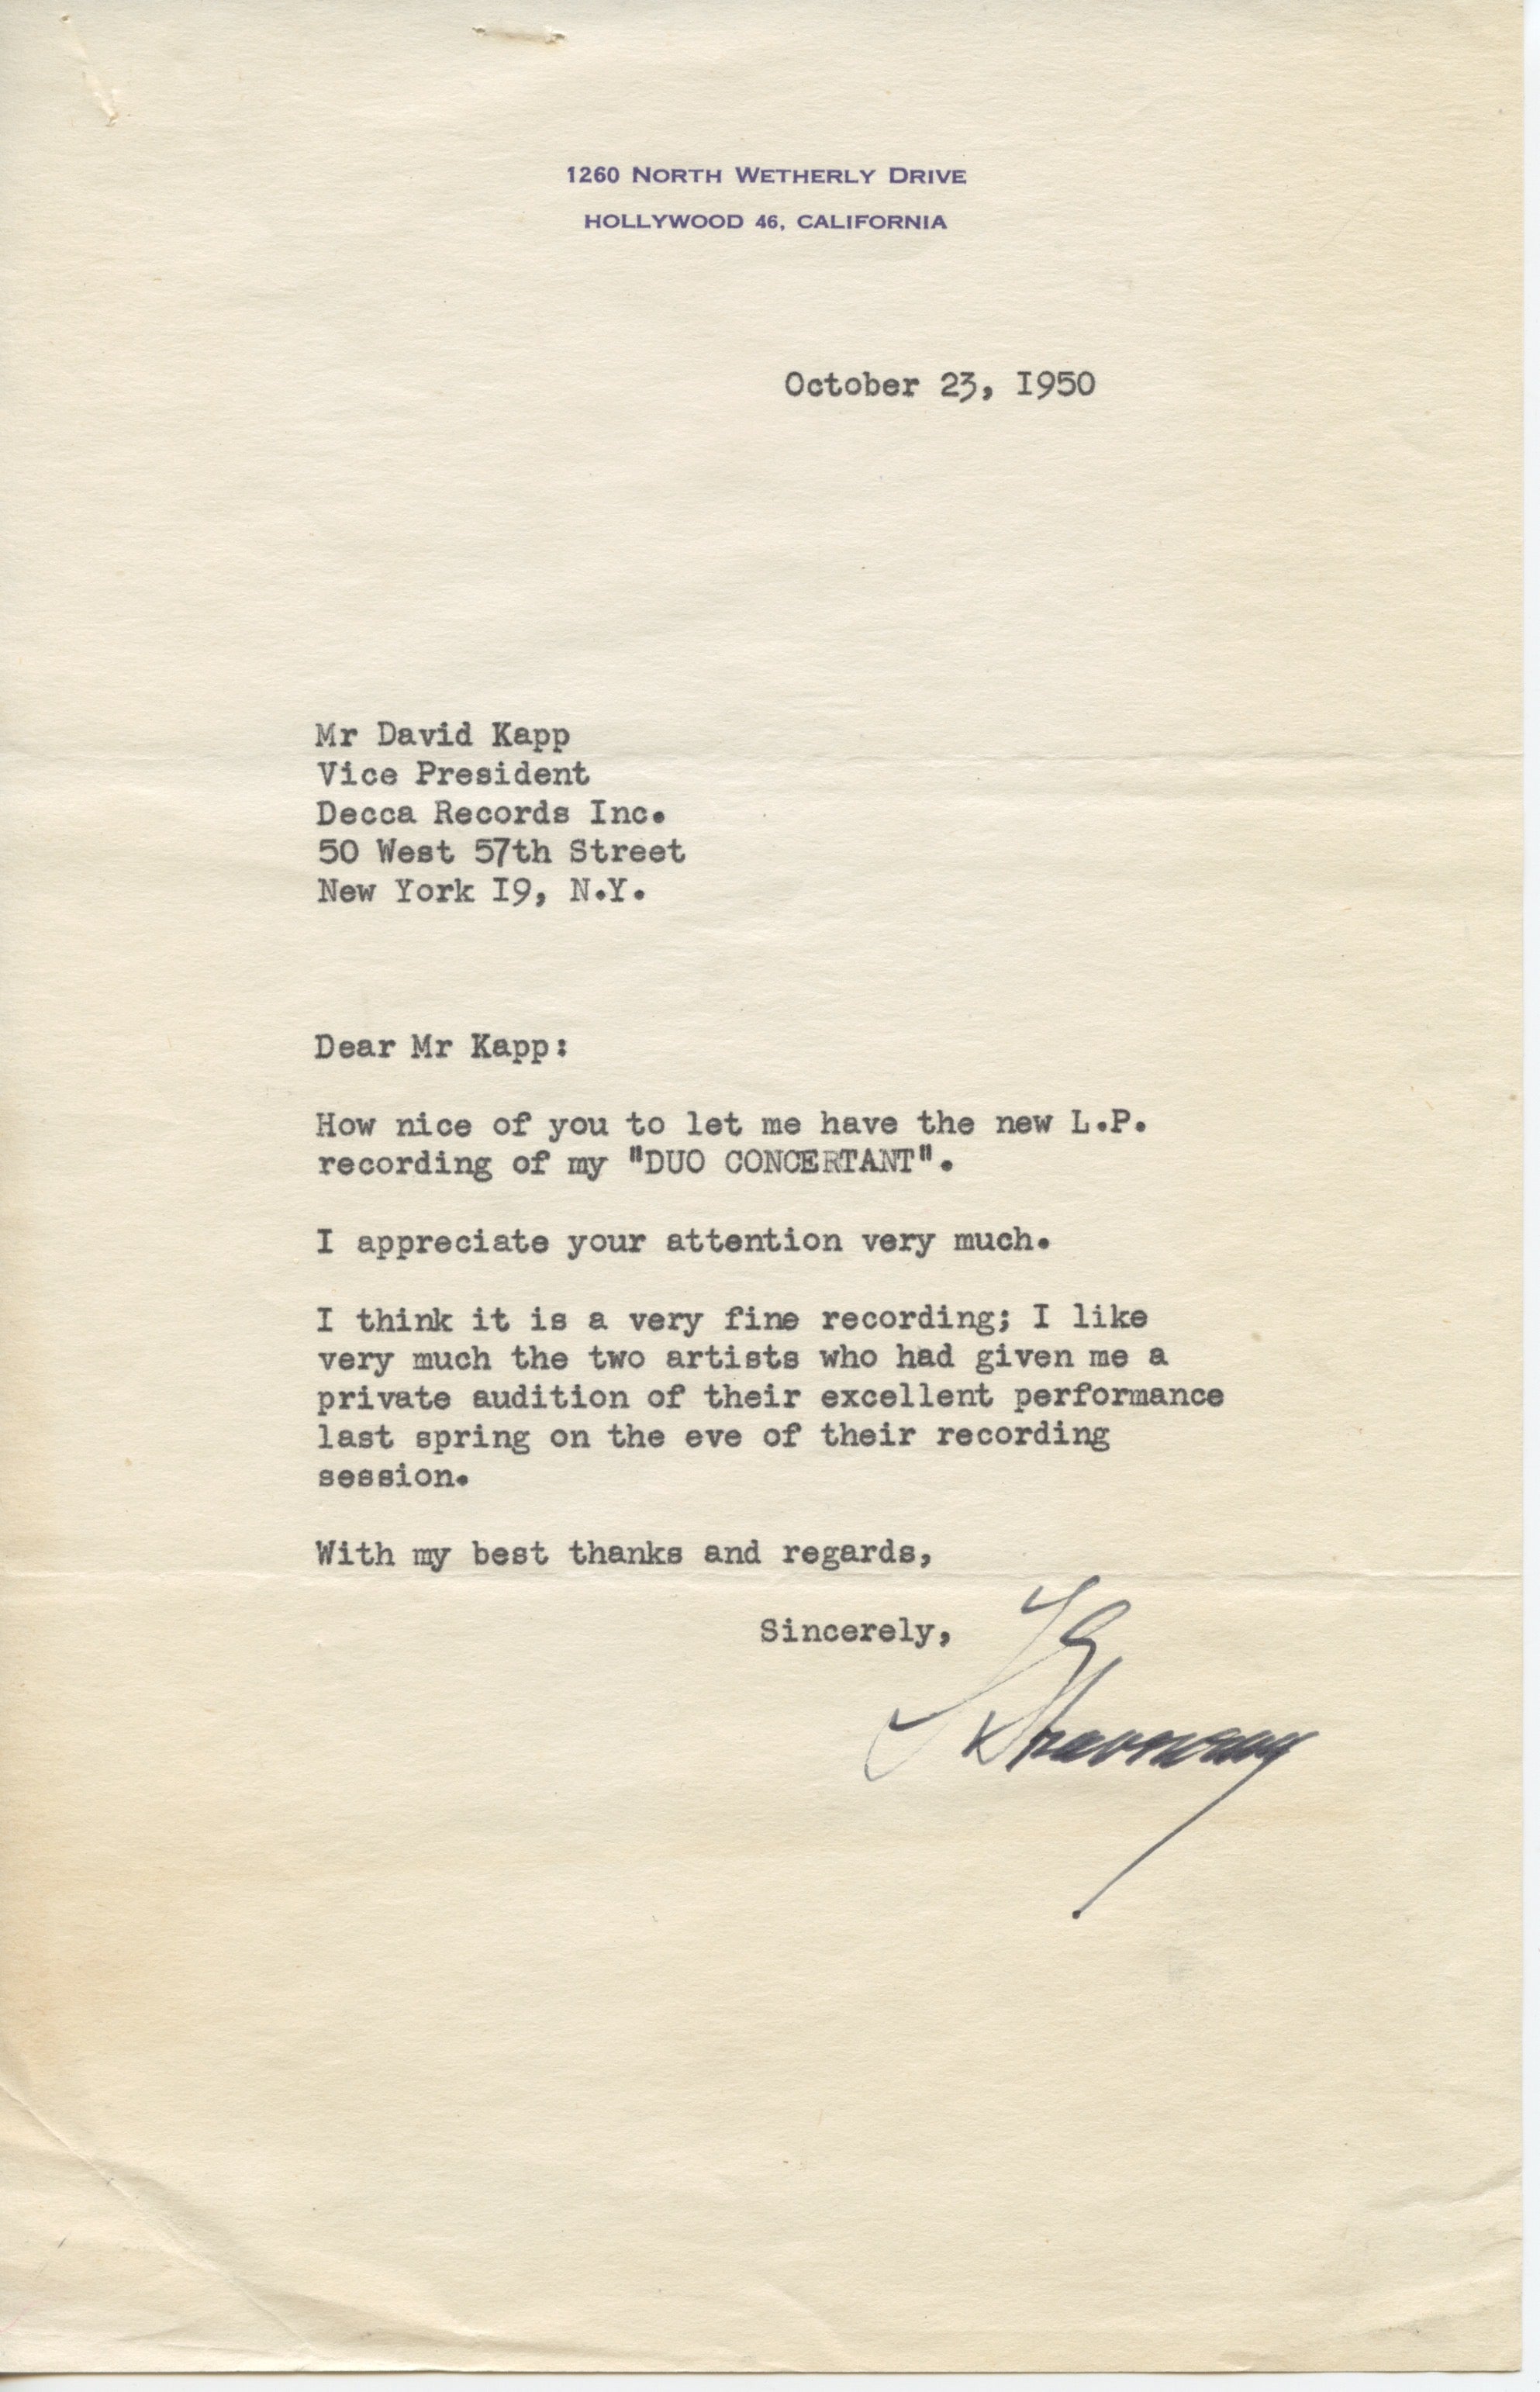 1260 NORTH WETHERLY DRIVE
HOLLYWOOD 46, CALIFORNIA
October 23, I950
Mr David Kapp
Vice President
Decca Records Inc.
50 West 57th Street
New York I9, N.Y.
Dear Mr Kapp:
How nice of you to let me have the new L.P.
recording of my "DUO CONCERTANT".
I appreciate your attention very much.
I think it is a very fine recording; I like
very much the two artists who had given me a
private audition of their excellent performance
last spring on the eve of their recording
session.
With my best thanks and regards,
Sincerely,
I Stravinsky